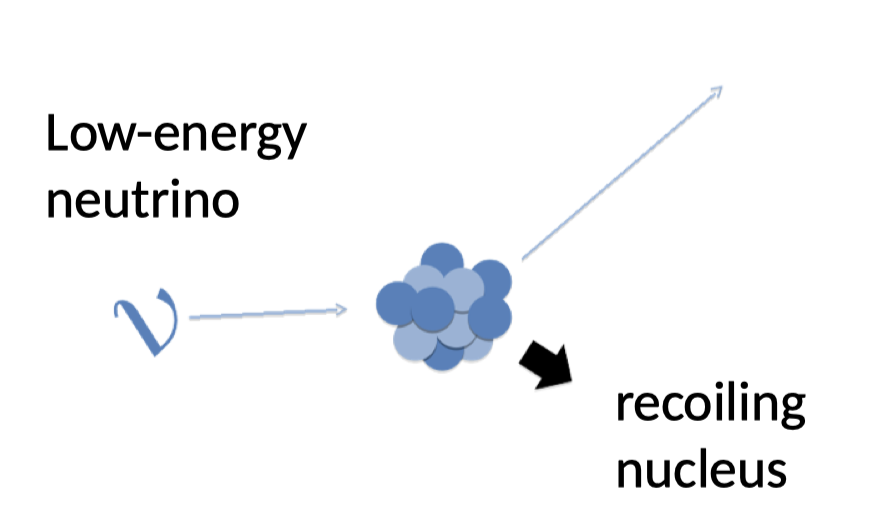 Low-energy
neutrino
ν
recoiling
nucleus